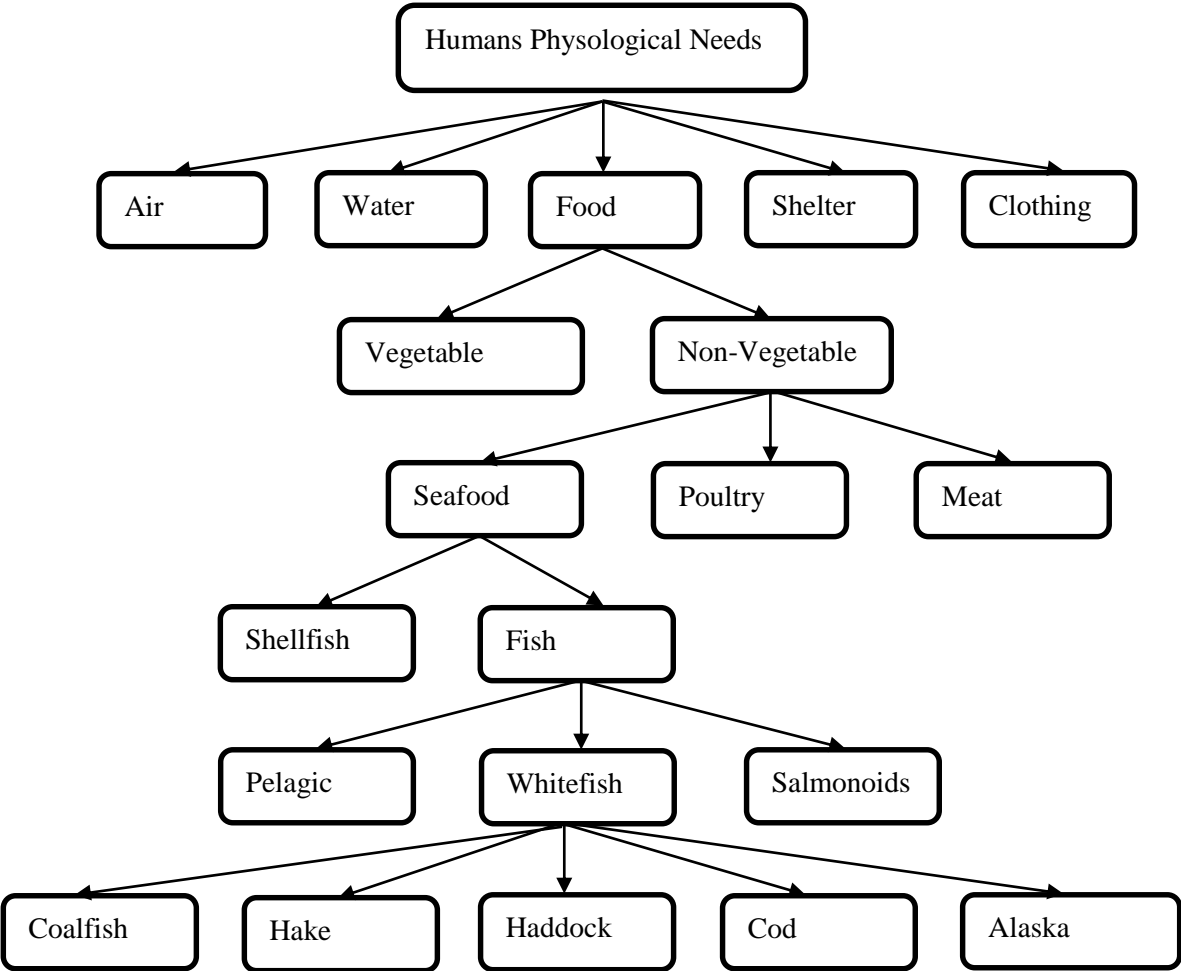 Humans Physological Needs
Air
Water
Food
Shelter
Clothing
Vegetable
Non-Vegetable
Seafood
Poultry
Meat
Shellfish
Fish
Pelagic
Whitefish
Salmonoids
Coalfish
Hake
Haddock
Cod
Alaska